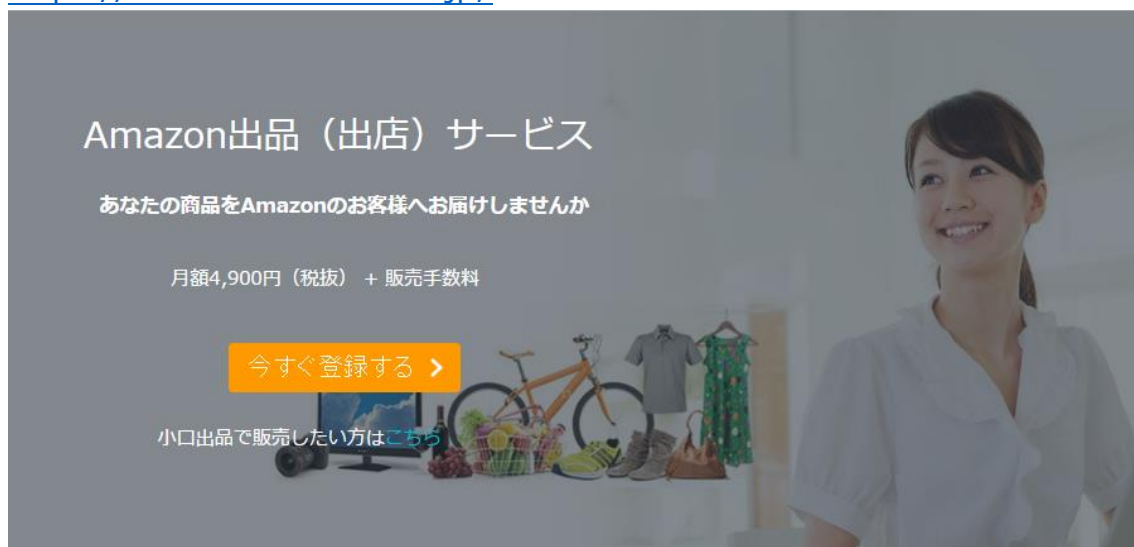 Amazon出品（出店）サービス
あなたの商品をAmazonのお客様へお届けしませんか
月額4,900円（税抜） + 販売手数料
今すぐ登録する
小口出品で販売したい方はこちら